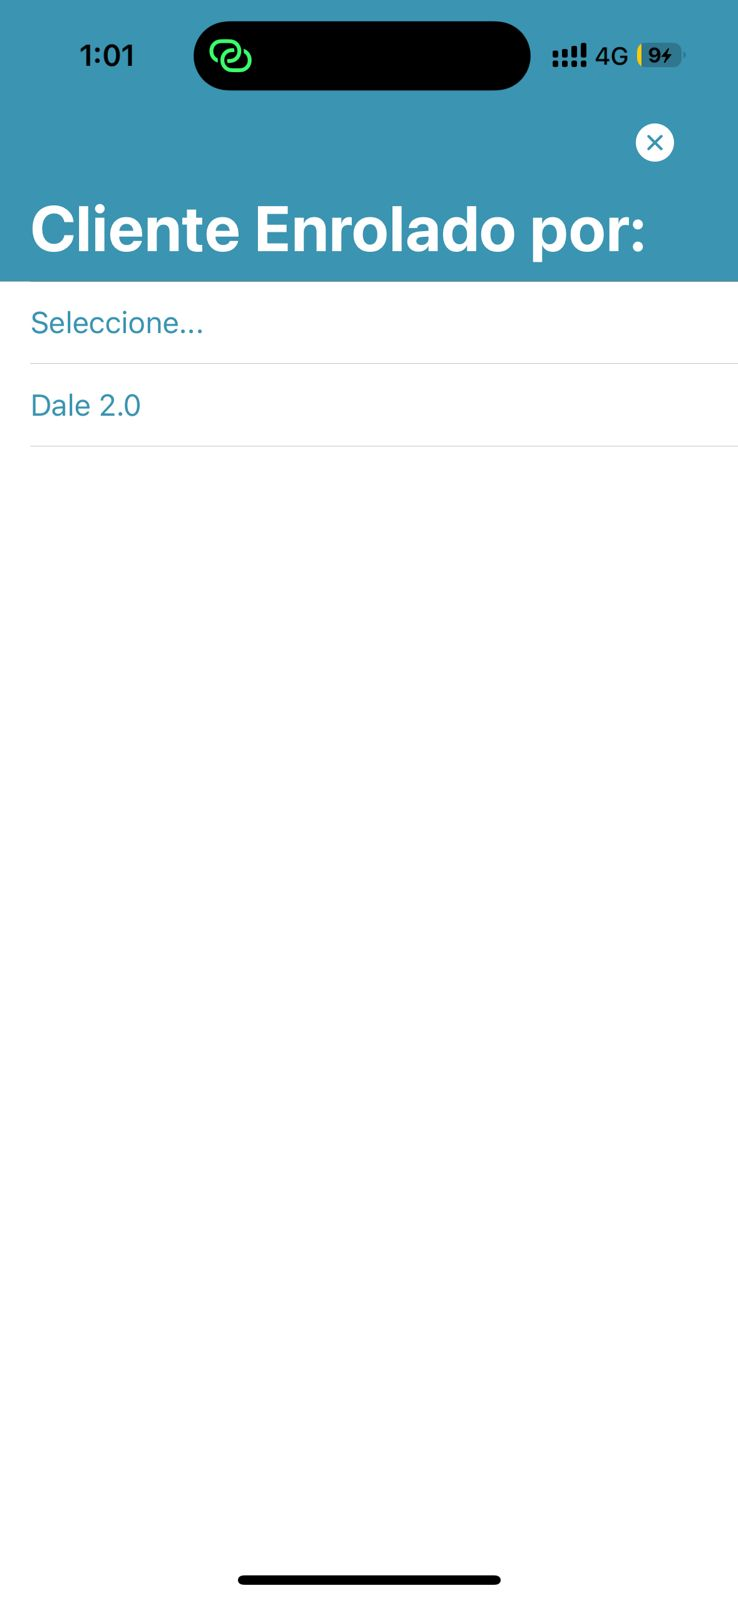 1:01
4G
9
Cliente Enrolado por:
Seleccione...
Dale 2.0